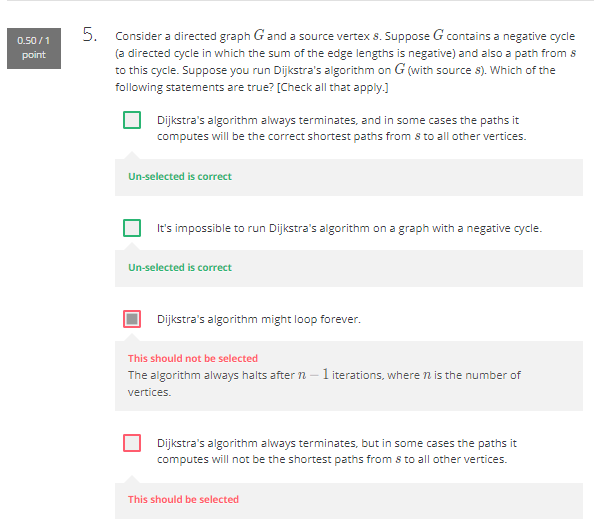 0.50 / 1
point
5.
Consider a directed graph G and a source vertex s. Suppose G contains a negative cycle
(a directed cycle in which the sum of the edge lengths is negative) and also a path from s
to this cycle. Suppose you run Dijkstra's algorithm on G (with source s). Which of the
following statements are true? [Check all that apply.]
Dijkstra's algorithm always terminates, and in some cases the paths it
computes will be the correct shortest paths from s to all other vertices.
Un-selected is correct
It's impossible to run Dijkstra's algorithm on a graph with a negative cycle.
Un-selected is correct
Dijkstra's algorithm might loop forever.
This should not be selected
The algorithm always halts after n − 1 iterations, where n is the number of
vertices.
Dijkstra's algorithm always terminates, but in some cases the paths it
computes will not be the shortest paths from s to all other vertices.
This should be selected